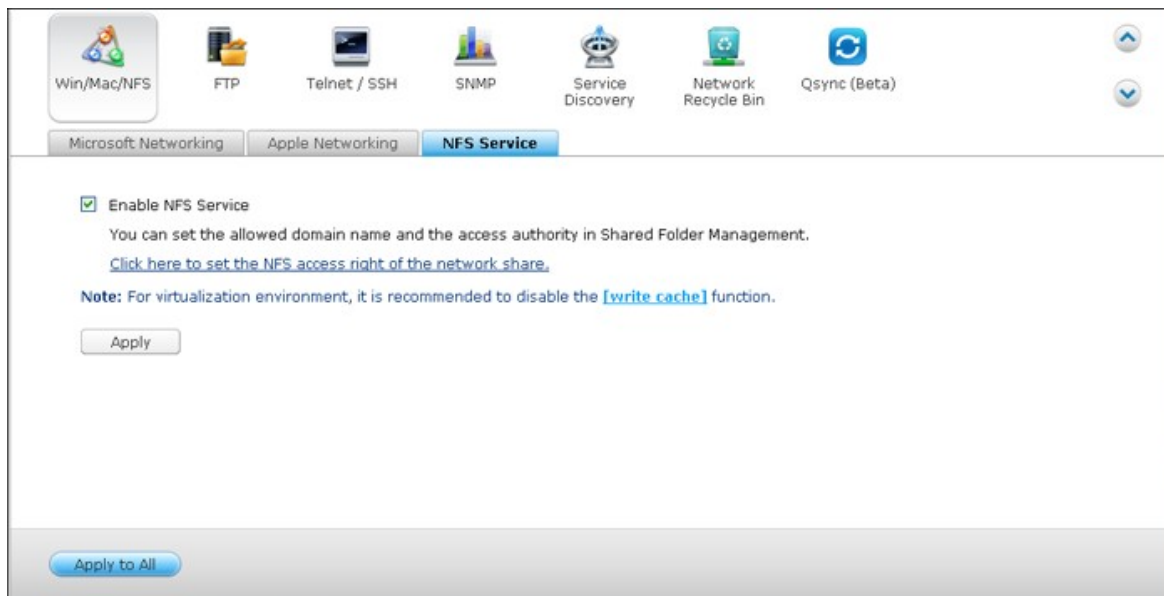 Win/Mac/NFS
FTP
Telnet / SSH
SNMP
Service
Discovery
Network
Recycle Bin
Qsync (Beta)
Microsoft Networking
Apple Networking
NFS Service
Enable NFS Service
You can set the allowed domain name and the access authority in Shared Folder Management.
Click here to set the NFS access right of the network share.
Note: For virtualization environment, it is recommended to disable the [write cache] function.
Apply
Apply to All